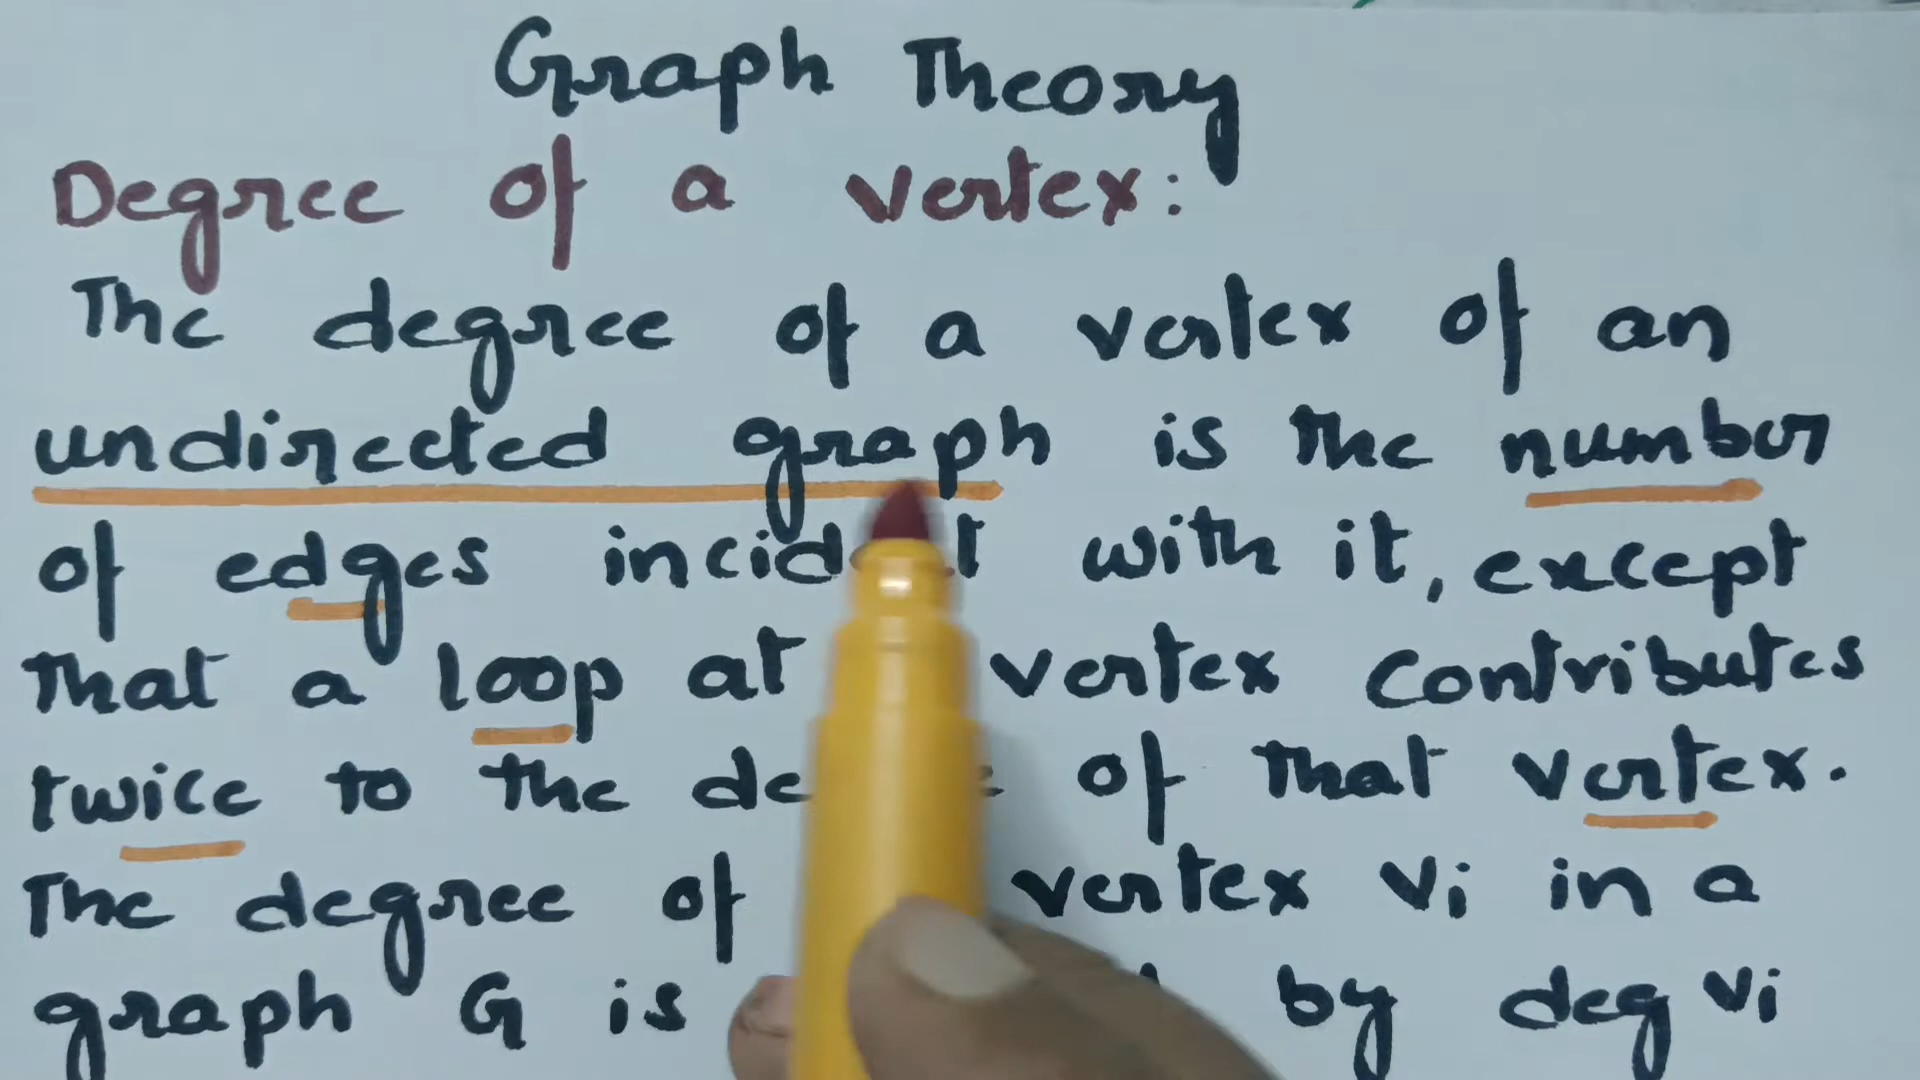 Graph Theory
Degree of a vertex:
The degree of a vertex of an
undirected graph is the number
of edges incident with it, except
that a loop at vertex contributes
twice to the degree of that vertex.
The degree of vertex vi in a
graph G is by deg vi